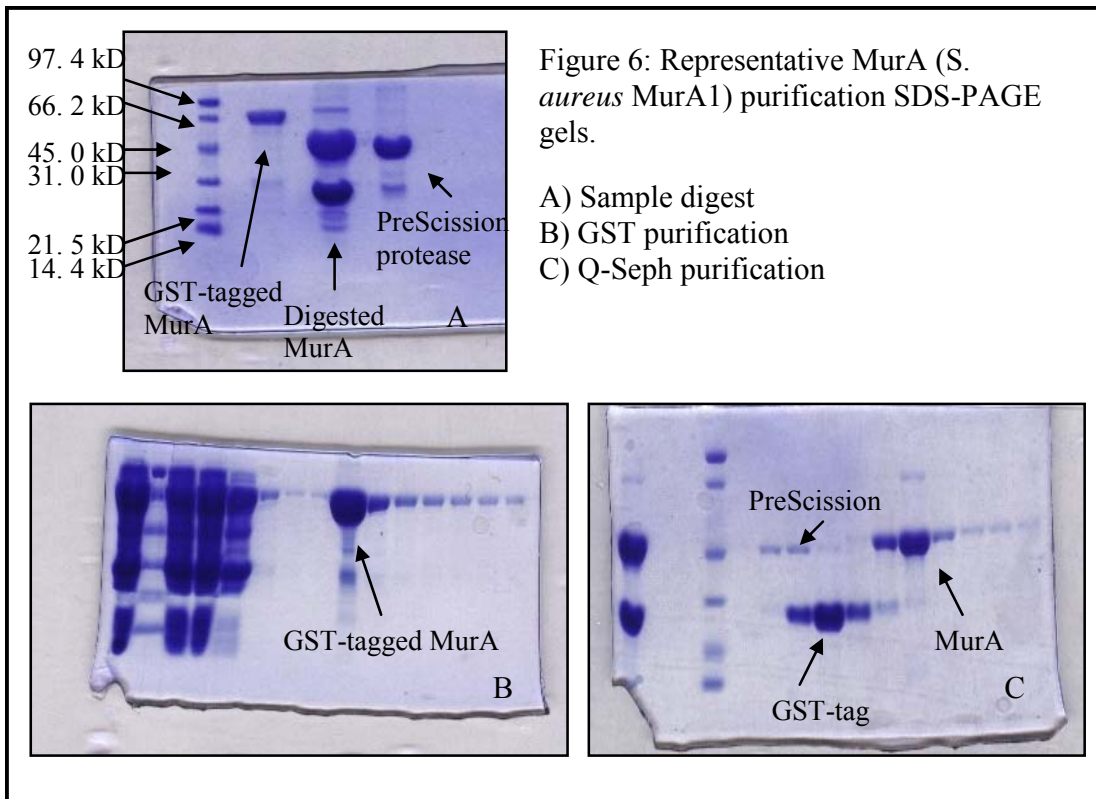 97. 4 kD
66. 2 kD
45. 0 kD
31. 0 kD
21. 5 kD
14. 4 kD
GST-tagged
MurA
Digested
MurA
PreScission
protease
A
Figure 6: Representative MurA (S.
aureus MurA1) purification SDS-PAGE
gels.
A) Sample digest
B) GST purification
C) Q-Seph purification
GST-tagged MurA
B
PreScission
MurA
GST-tag
C